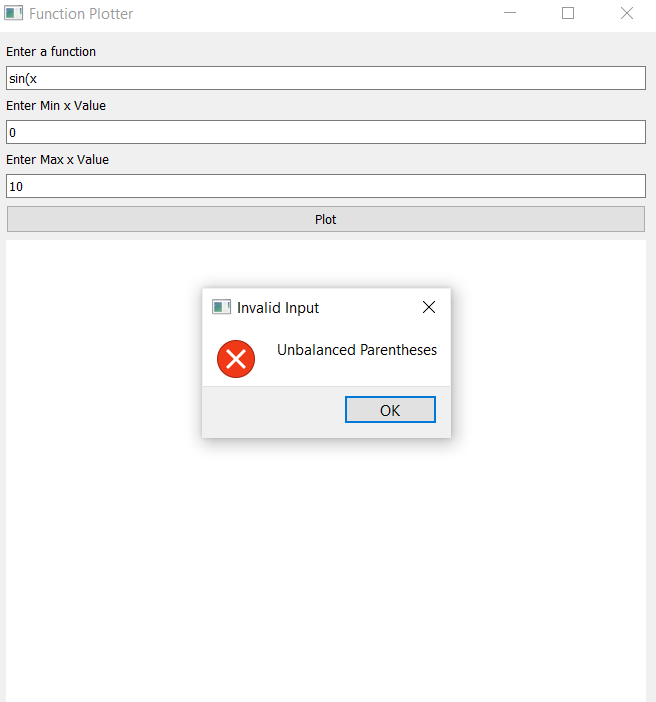 Function Plotter
Enter a function
sin(x
Enter Min x Value
0
Enter Max x Value
10
Plot
Invalid Input
Unbalanced Parentheses
OK